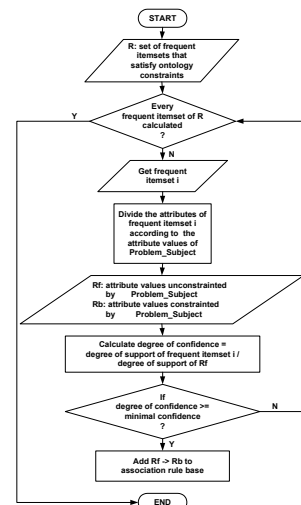 START
R: set of frequent
itemsets that
satisfy ontology
constraints
Every
frequent itemset of R
calculated
?
Y
N
Get frequent
itemset i
Divide the attributes of
frequent itemset i
according to the
attribute values of
Problem_Subject
Rf: attribute values unconstrainted
by Problem_Subject
Rb: attribute values constrainted
by Problem_Subject
Calculate degree of confidence =
degree of support of frequent itemset i /
degree of support of Rf
If
degree of confidence >=
minimal confidence
?
N
Y
Add Rf -> Rb to
association rule base
END